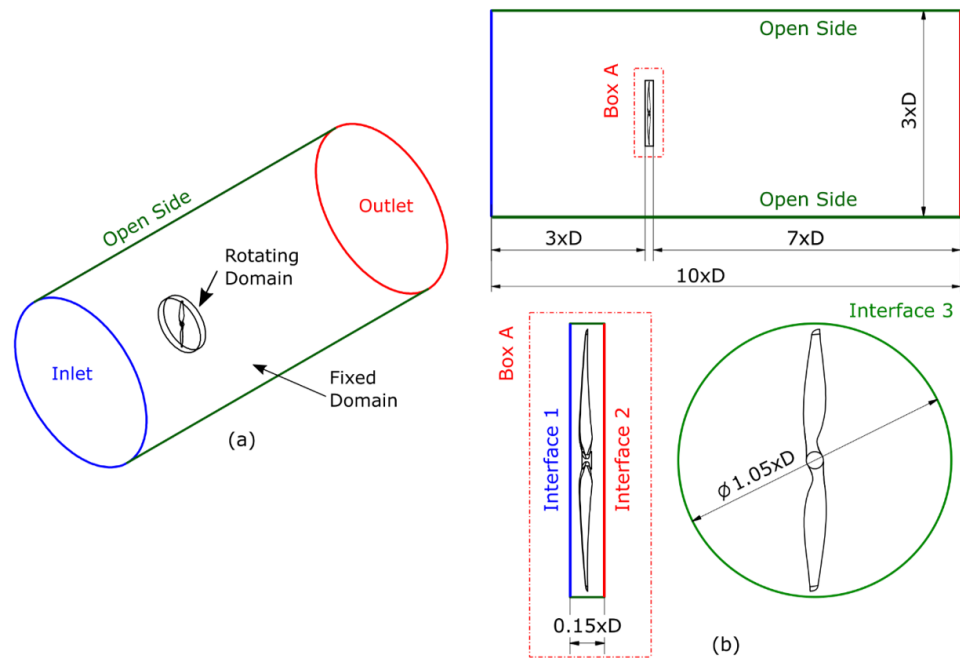 Open Side
Outlet
Rotating
Domain
Inlet
Fixed
Domain
(a)
Open Side
Box A
3xD
Open Side
3xD
7xD
10xD
Interface 3
Box A
Interface 1
Interface 2
ϕ 1.05xD
0.15xD
(b)